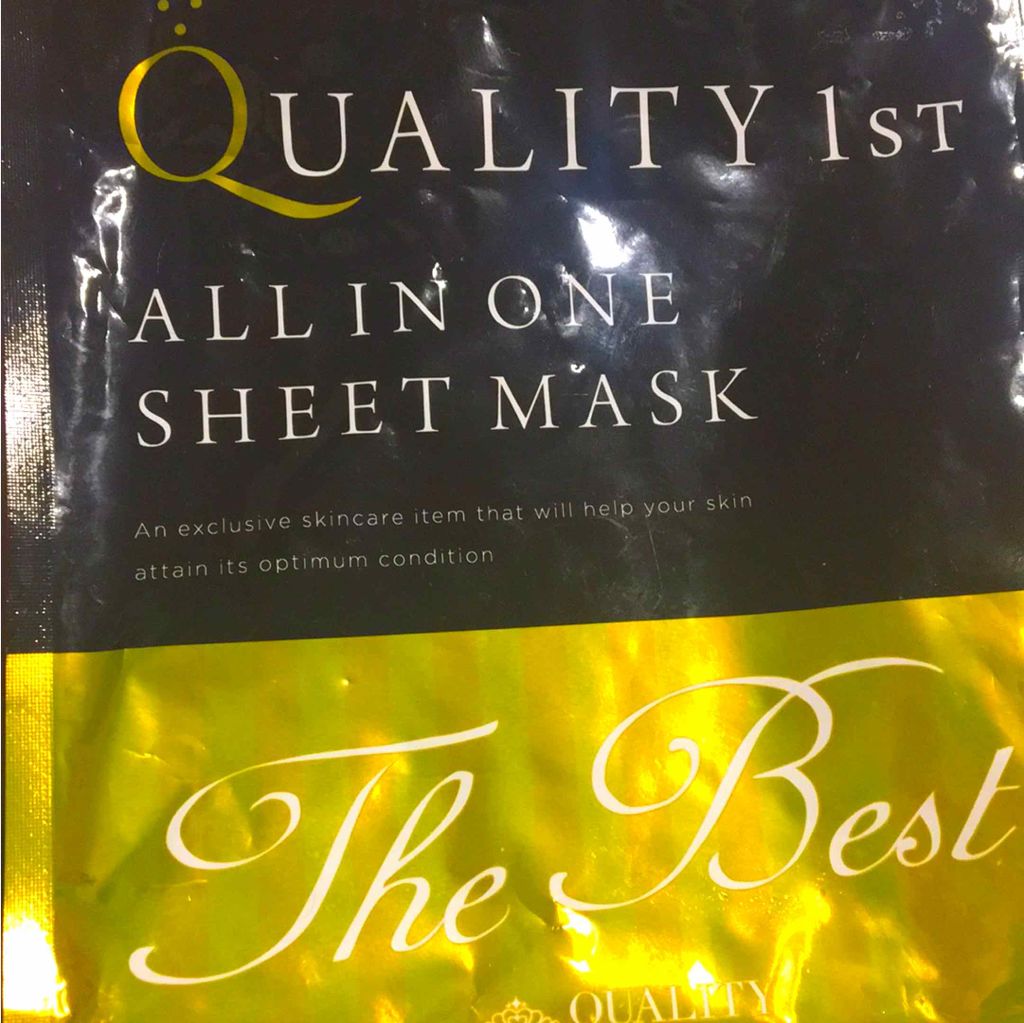 QUALITY 1ST
ALL IN ONE
SHEET MASK
An exclusive skincare item that will help your skin
attain its optimum condition
The Best
QUALITY